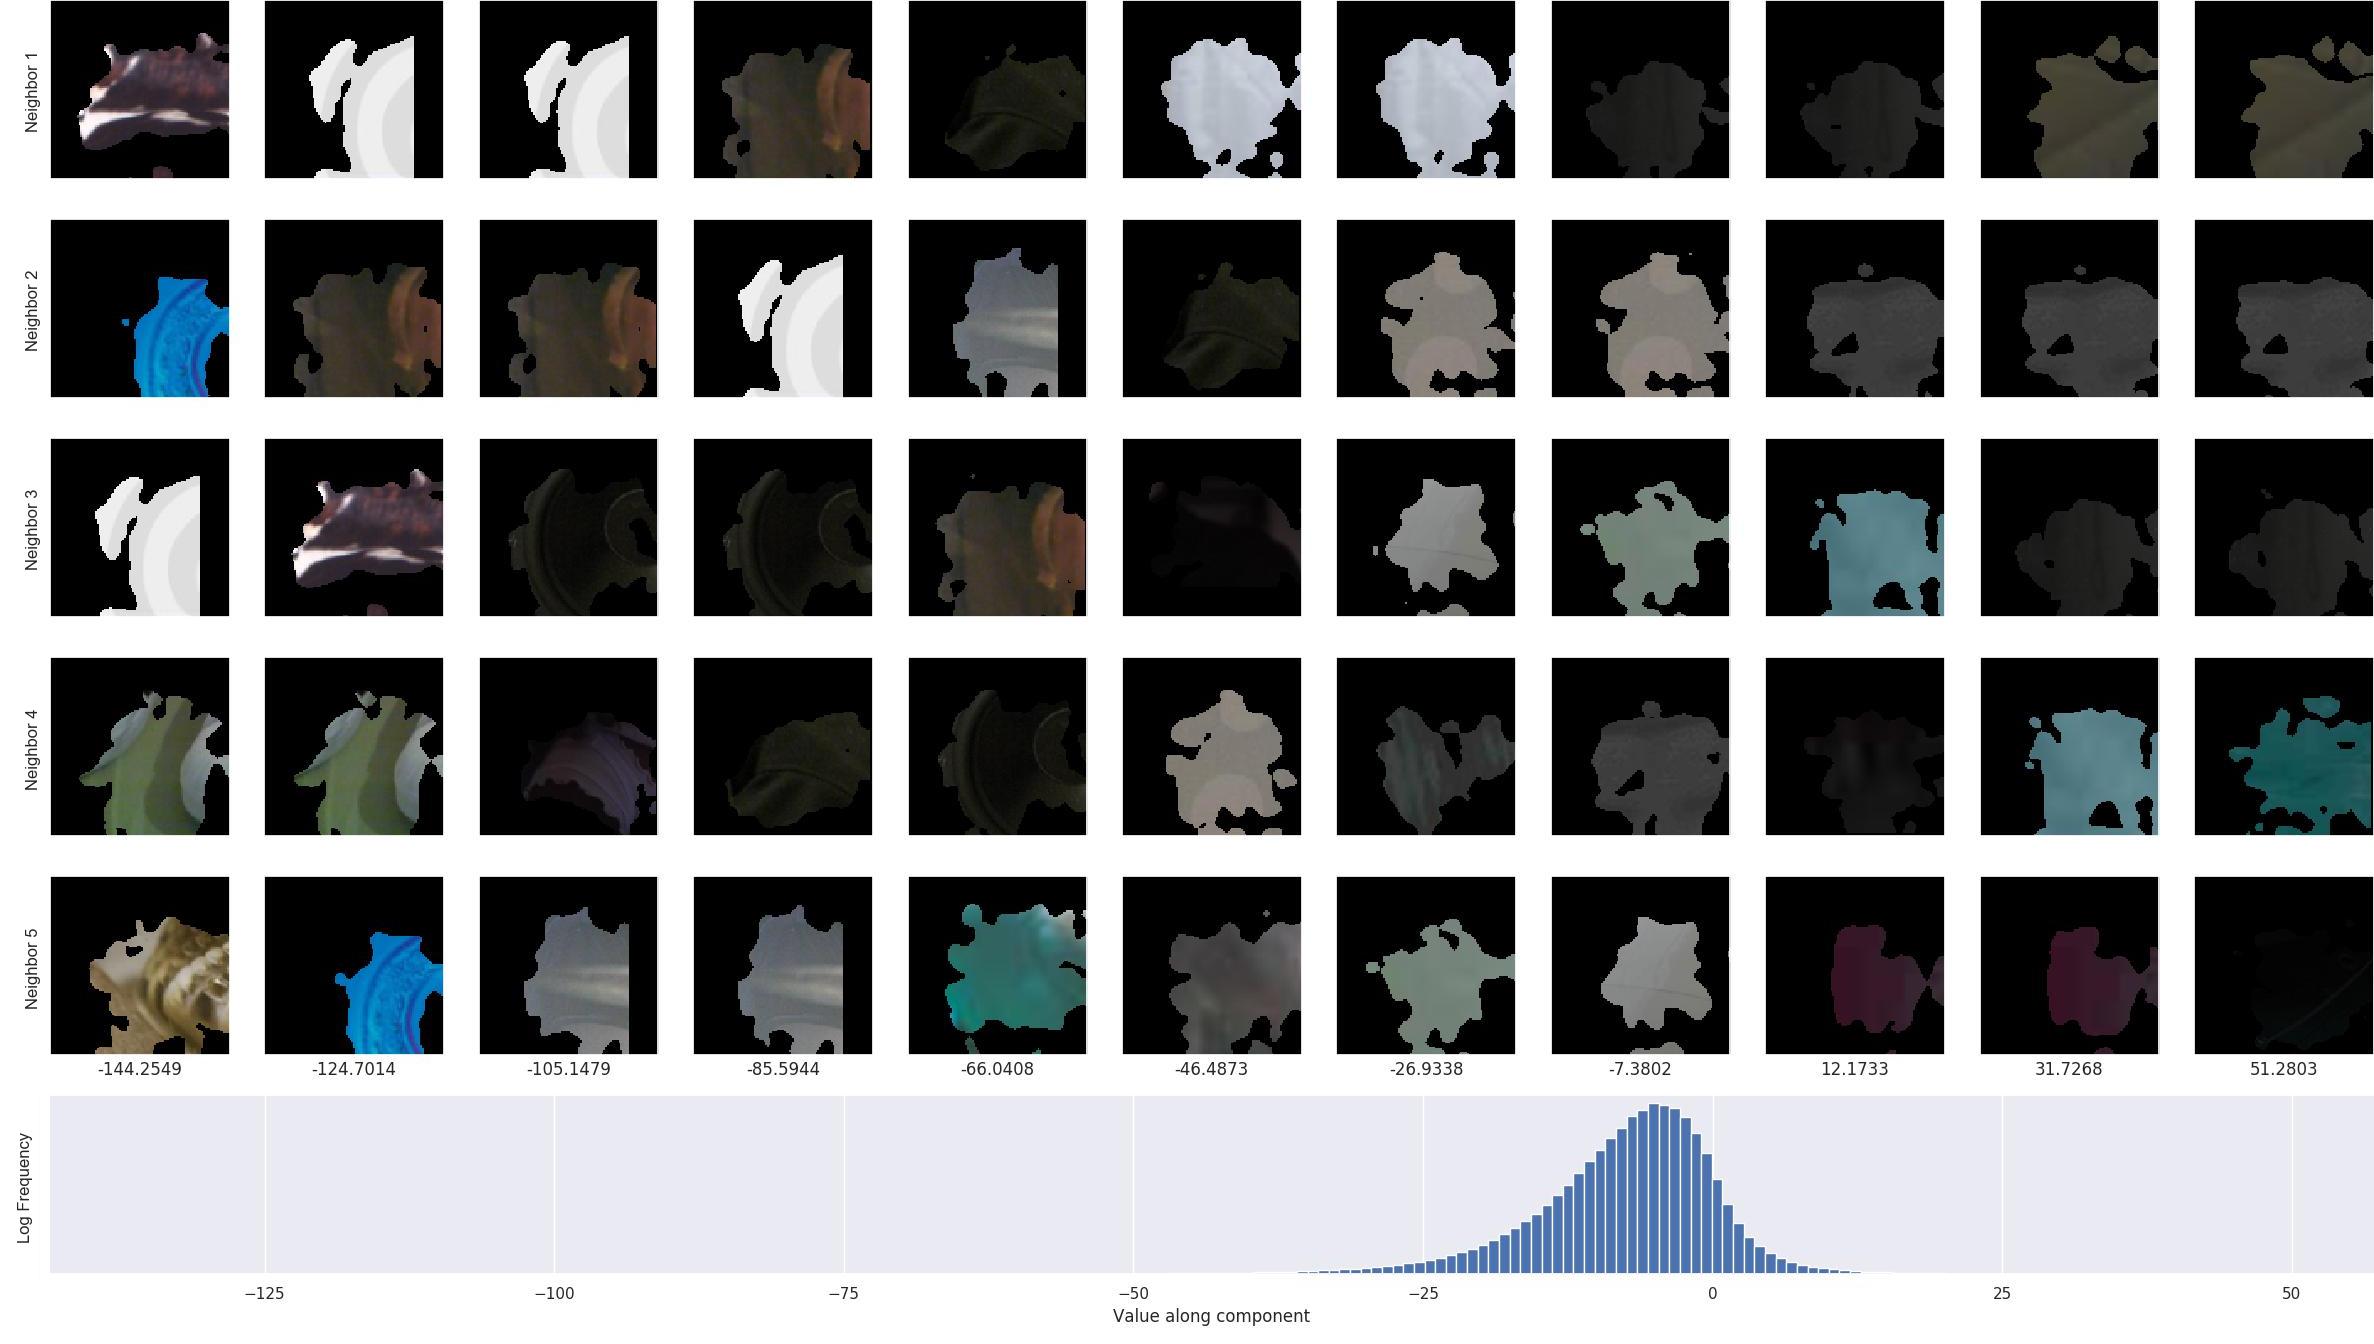 Neighbor 1
Neighbor 2
Neighbor 3
Neighbor 4
Neighbor 5
-144.2549 -124.7014 -105.1479 -85.5944 -66.0408 -46.4873 -26.9338 -7.3802 12.1733 31.7268 51.2803
Log Frequency
−125 −100 −75 −50 −25 0 25 50
Value along component